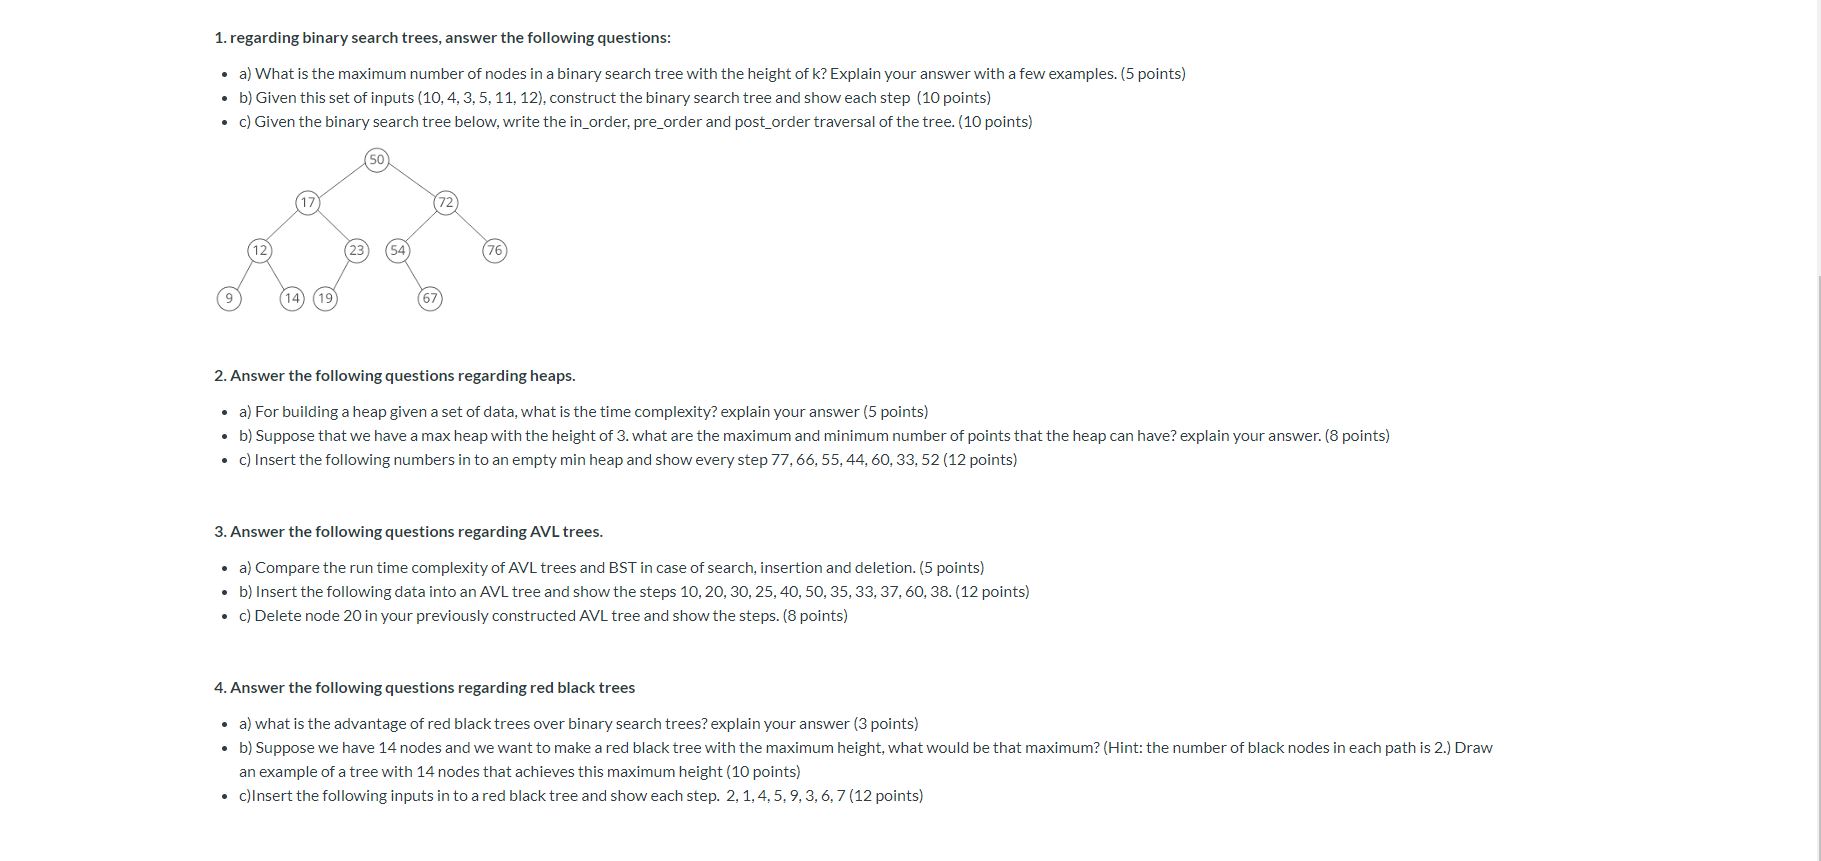 1. regarding binary search trees, answer the following questions:
• a) What is the maximum number of nodes in a binary search tree with the height of k? Explain your answer with a few examples. (5 points)
• b) Given this set of inputs (10, 4, 3, 5, 11, 12), construct the binary search tree and show each step (10 points)
• c) Given the binary search tree below, write the in_order, pre_order and post_order traversal of the tree. (10 points)
50
17 72
12 23 54 76
9 14 19 67
2. Answer the following questions regarding heaps.
• a) For building a heap given a set of data, what is the time complexity? explain your answer (5 points)
• b) Suppose that we have a max heap with the height of 3. what are the maximum and minimum number of points that the heap can have? explain your answer. (8 points)
• c) Insert the following numbers in to an empty min heap and show every step 77, 66, 55, 44, 60, 33, 52 (12 points)
3. Answer the following questions regarding AVL trees.
• a) Compare the run time complexity of AVL trees and BST in case of search, insertion and deletion. (5 points)
• b) Insert the following data into an AVL tree and show the steps 10, 20, 30, 25, 40, 50, 35, 33, 37, 60, 38. (12 points)
• c) Delete node 20 in your previously constructed AVL tree and show the steps. (8 points)
4. Answer the following questions regarding red black trees
• a) what is the advantage of red black trees over binary search trees? explain your answer (3 points)
• b) Suppose we have 14 nodes and we want to make a red black tree with the maximum height, what would be that maximum? (Hint: the number of black nodes in each path is 2.) Draw
an example of a tree with 14 nodes that achieves this maximum height (10 points)
• c)Insert the following inputs in to a red black tree and show each step. 2, 1, 4, 5, 9, 3, 6, 7 (12 points)